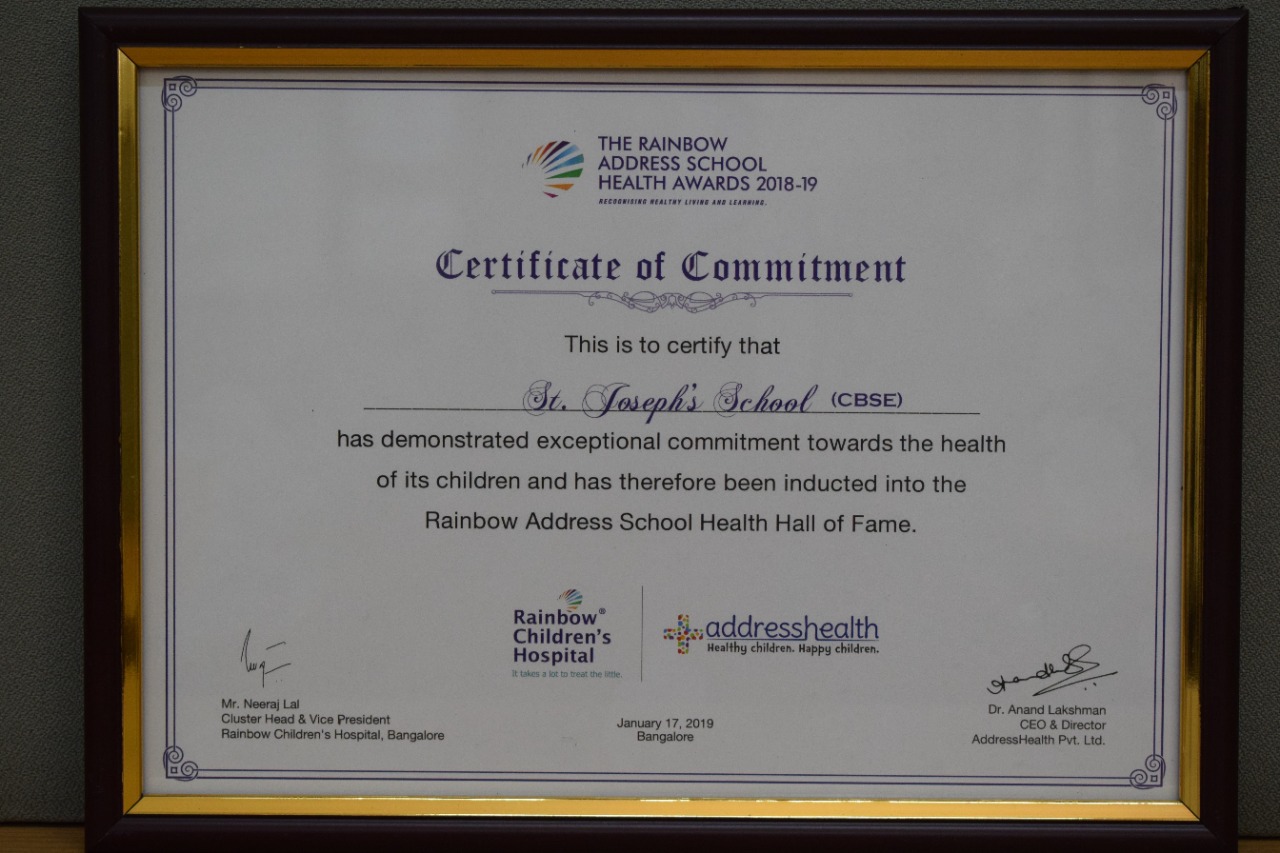 THE RAINBOW
ADDRESS SCHOOL
HEALTH AWARDS 2018-19
RECOGNISING HEALTHY LIVING AND LEARNING.
Certificate of Commitment
This is to certify that
St. Joseph's School (CBSE)
has demonstrated exceptional commitment towards the health
of its children and has therefore been inducted into the
Rainbow Address School Health Hall of Fame.
Rainbow®
Children's
Hospital
It takes a lot to treat the little.
addresshealth
Healthy children. Happy children.
Mr. Neeraj Lal
Cluster Head & Vice President
Rainbow Children's Hospital, Bangalore
January 17, 2019
Bangalore
Dr. Anand Lakshman
CEO & Director
AddressHealth Pvt. Ltd.